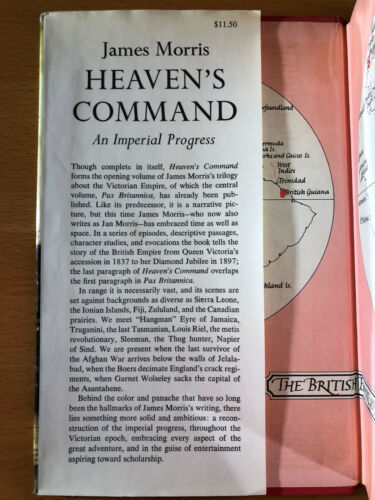 $11.50
James Morris
HEAVEN'S
COMMAND
An Imperial Progress
Though complete in itself, Heaven's Command
forms the opening volume of James Morris's trilogy
about the Victorian Empire, of which the central
volume, Pax Britannica, has already been pub-
lished. Like its predecessor, it is a narrative pic-
ture, but this time James Morris—who now also
writes as Jan Morris—has embraced time as well as
space. In a series of episodes, descriptive passages,
character studies, and evocations the book tells the
story of the British Empire from Queen Victoria's
accession in 1837 to her Diamond Jubilee in 1897;
the last paragraph of Heaven's Command overlaps
the first paragraph in Pax Britannica.
In range it is necessarily vast, and its scenes are
set against backgrounds as diverse as Sierra Leone,
the Ionian Islands, Fiji, Zululand, and the Canadian
prairies. We meet "Hangman" Eyre of Jamaica,
Truganini, the last Tasmanian, Louis Riel, the metis
revolutionary, Sleeman, the Thug hunter, Napier
of Sind. We are present when the last survivor of
the Afghan War arrives below the walls of Jelala-
bad, when the Boers decimate England's crack regi-
ments, when Garnet Wolseley sacks the capital of
the Asantahene.
Behind the color and panache that have so long
been the hallmarks of James Morris's writing, there
lies something more solid and ambitious: a recon-
struction of the imperial progress, throughout the
Victorian epoch, embracing every aspect of the
great adventure, and in the guise of entertainment
aspiring toward scholarship.
foundland
rmuda
Is.
rks and Caicos Is.
West
Indies
Trinidad
British Guiana
kland Is.
THE BRITISH